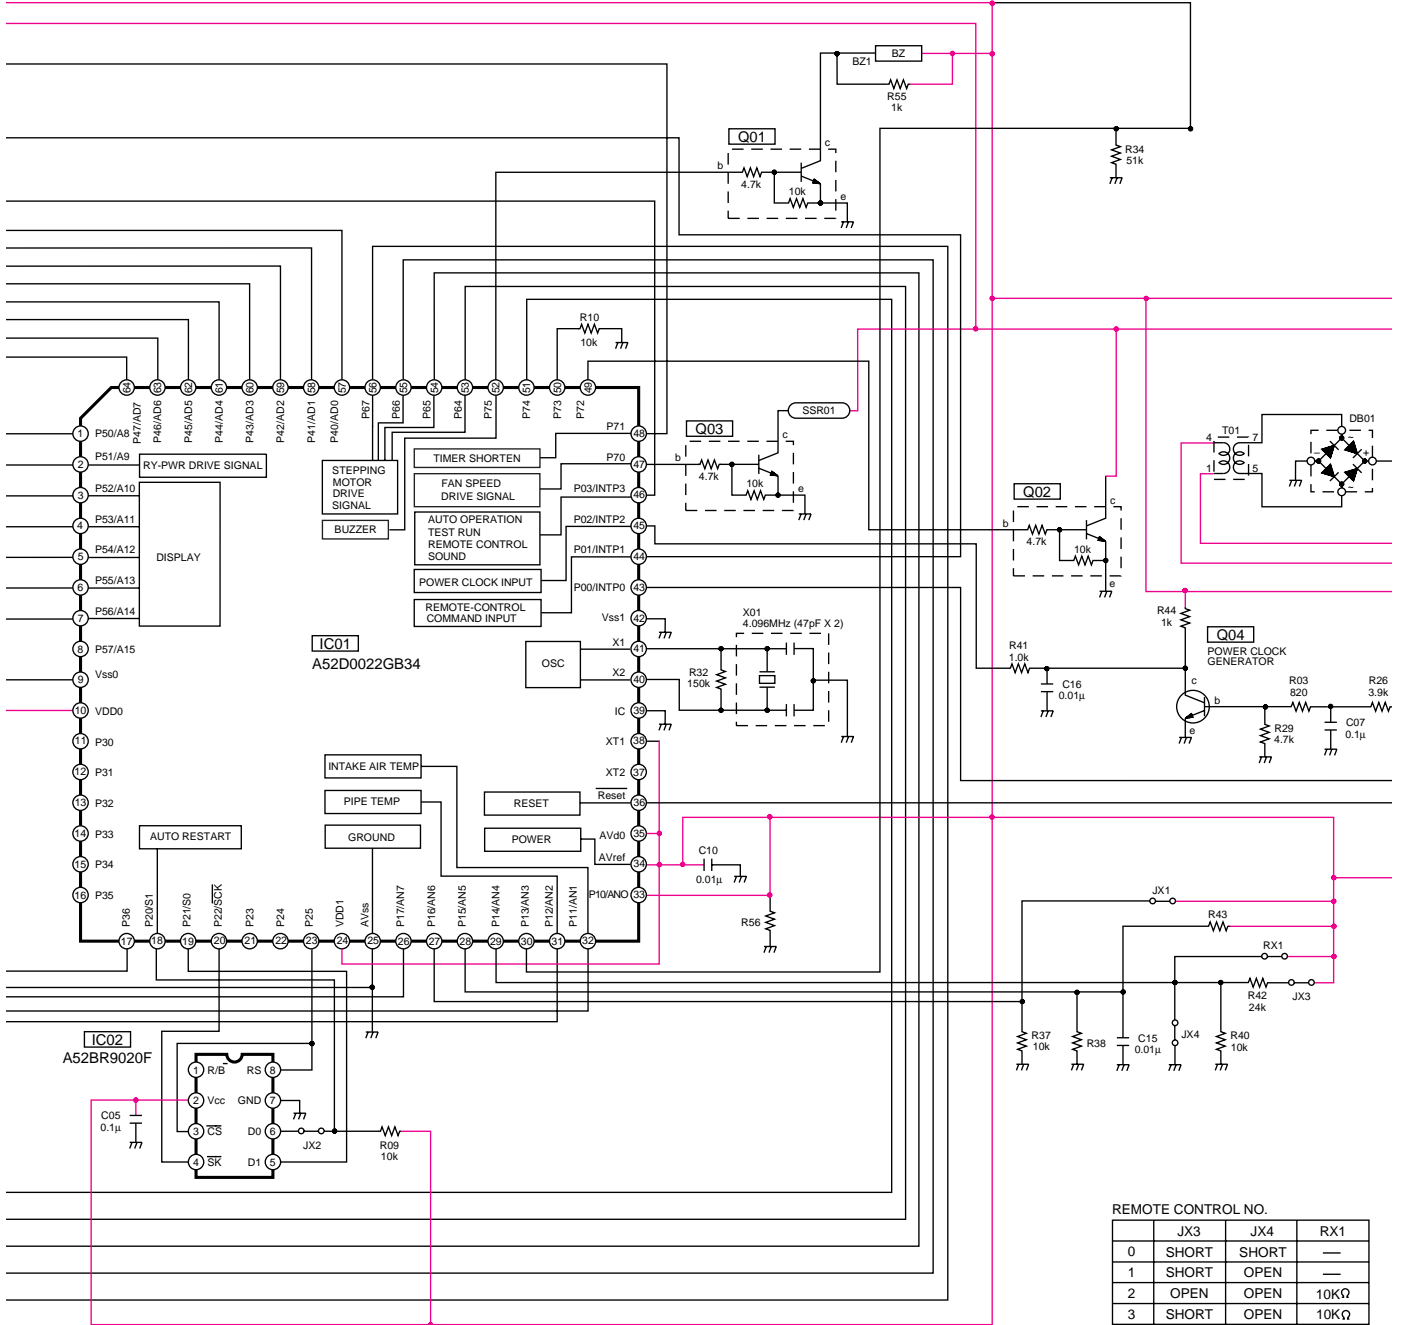 BZ1
BZ
R55
1k
Q01
b
c
e
4.7k
10k
R34
51k
R10
10k
64
63
62
61
60
59
58
57
56
55
54
53
52
51
50
49
P47/AD7
P46/AD6
P45/AD5
P44/AD4
P43/AD3
P42/AD2
P41/AD1
P40/AD0
P67
P66
P65
P64
P75
P74
P73
P72
1 P50/A8
2 P51/A9
3 P52/A10
4 P53/A11
5 P54/A12
6 P55/A13
7 P56/A14
8 P57/A15
9 Vss0
10 VDD0
11 P30
12 P31
13 P32
14 P33
15 P34
16 P35
RY-PWR DRIVE SIGNAL
DISPLAY
STEPPING
MOTOR
DRIVE
SIGNAL
BUZZER
TIMER SHORTEN
FAN SPEED
DRIVE SIGNAL
AUTO OPERATION
TEST RUN
REMOTE CONTROL
SOUND
POWER CLOCK INPUT
REMOTE-CONTROL
COMMAND INPUT
OSC
IC01
A52D0022GB34
INTAKE AIR TEMP
PIPE TEMP
GROUND
AUTO RESTART
RESET
POWER
P71 48
P70 47
P03/INTP3 46
P02/INTP2 45
P01/INTP1 44
P00/INTP0 43
Vss1 42
X1 41
X2 40
IC 39
XT1 38
XT2 37
Reset 36
AVd0 35
AVref 34
P10/ANO 33
P36
P20/S1
P21/S0
P22/SCK
P23
P24
P25
VDD1
AVss
P17/AN7
P16/AN6
P15/AN5
P14/AN4
P13/AN3
P12/AN2
P11/AN1
17
18
19
20
21
22
23
24
25
26
27
28
29
30
31
32
Q03
b
c
e
4.7k
10k
SSR01
Q02
b
c
e
4.7k
10k
T01
4
7
1
5
DB01
~
−
+
~
X01
4.096MHz (47pF X 2)
R32
150k
R41
1.0k
C16
0.01µ
R44
1k
Q04
POWER CLOCK
GENERATOR
c
b
e
R03
820
R26
3.9k
R29
4.7k
C07
0.1µ
C10
0.01µ
R56
JX1
R43
RX1
R42
24k
JX3
R37
10k
R38
C15
0.01µ
JX4
R40
10k
IC02
A52BR9020F
1 R/B
2 Vcc
3 CS
4 SK
RS 8
GND 7
D0 6
D1 5
C05
0.1µ
JX2
R09
10k
REMOTE CONTROL NO.
JX3 JX4 RX1
0 SHORT SHORT —
1 SHORT OPEN —
2 OPEN OPEN 10KΩ
3 SHORT OPEN 10KΩ